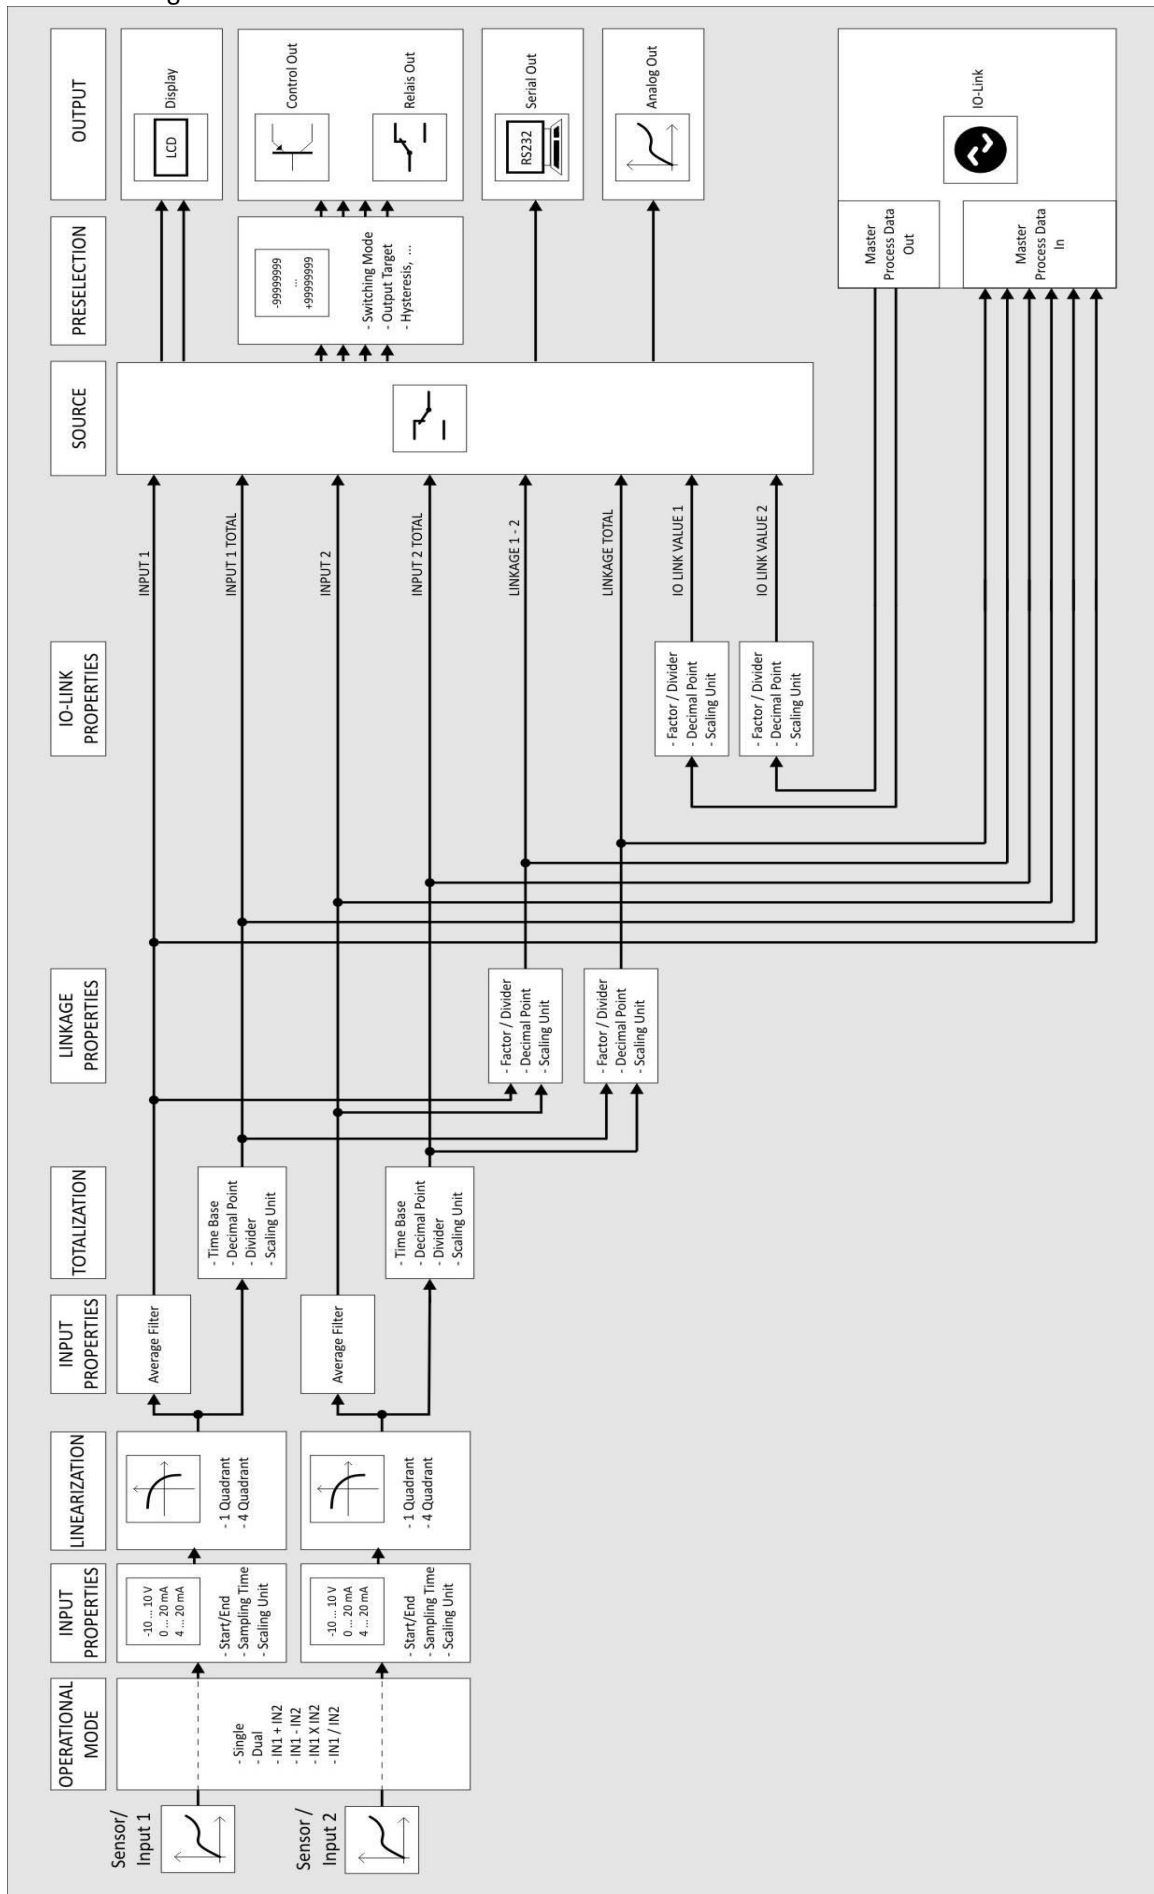 OPERATIONAL
MODE
INPUT
PROPERTIES
LINEARIZATION
INPUT
PROPERTIES
TOTALIZATION
LINKAGE
PROPERTIES
IO-LINK
PROPERTIES
SOURCE
PRESELECTION
OUTPUT
Sensor/
Input 1
Sensor /
Input 2
- Single
- Dual
- IN1 + IN2
- IN1 - IN2
- IN1 X IN2
- IN1 / IN2
-10 ... 10 V
0 ... 20 mA
4 ... 20 mA
- Start/End
- Sampling Time
- Scaling Unit
-10 ... 10 V
0 ... 20 mA
4 ... 20 mA
- Start/End
- Sampling Time
- Scaling Unit
- 1 Quadrant
- 4 Quadrant
- 1 Quadrant
- 4 Quadrant
Average Filter
Average Filter
- Time Base
- Decimal Point
- Divider
- Scaling Unit
- Time Base
- Decimal Point
- Divider
- Scaling Unit
- Factor / Divider
- Decimal Point
- Scaling Unit
- Factor / Divider
- Decimal Point
- Scaling Unit
- Factor / Divider
- Decimal Point
- Scaling Unit
- Factor / Divider
- Decimal Point
- Scaling Unit
INPUT 1
INPUT 1 TOTAL
INPUT 2
INPUT 2 TOTAL
LINKAGE 1 - 2
LINKAGE TOTAL
IO LINK VALUE 1
IO LINK VALUE 2
-99999999
...
+99999999
- Switching Mode
- Output Target
- Hysteresis, ...
LCD
Display
Control Out
Relais Out
RS232
Serial Out
Analog Out
Master
Process Data
Out
Master
Process Data
In
IO-Link